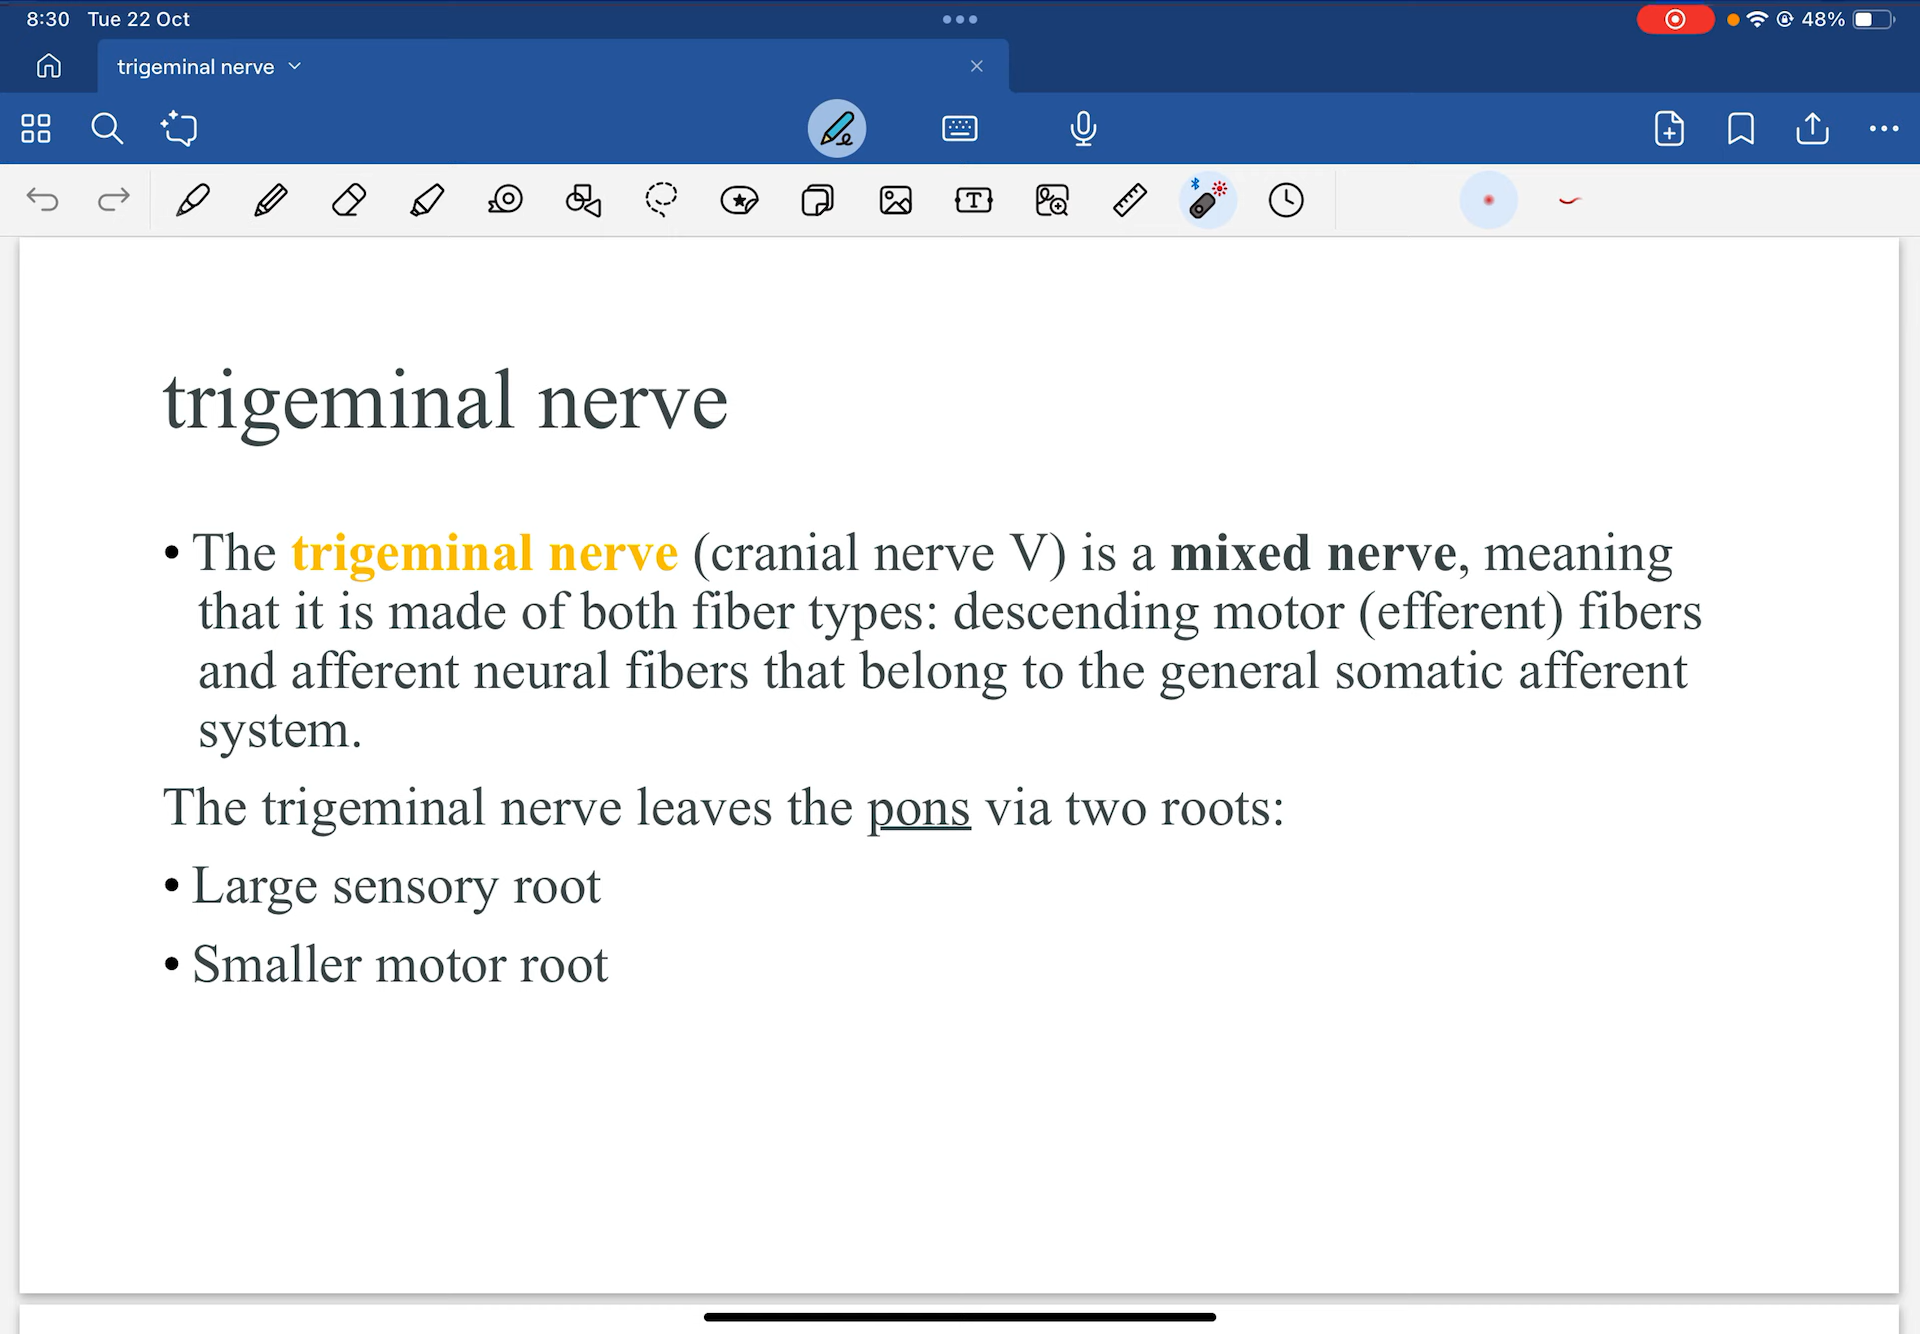 8:30 Tue 22 Oct
48%
trigeminal nerve
trigeminal nerve
• The trigeminal nerve (cranial nerve V) is a mixed nerve, meaning
that it is made of both fiber types: descending motor (efferent) fibers
and afferent neural fibers that belong to the general somatic afferent
system.
The trigeminal nerve leaves the pons via two roots:
• Large sensory root
• Smaller motor root